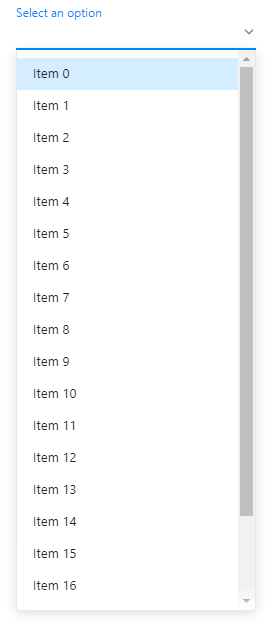 Select an option
Item 0
Item 1
Item 2
Item 3
Item 4
Item 5
Item 6
Item 7
Item 8
Item 9
Item 10
Item 11
Item 12
Item 13
Item 14
Item 15
Item 16